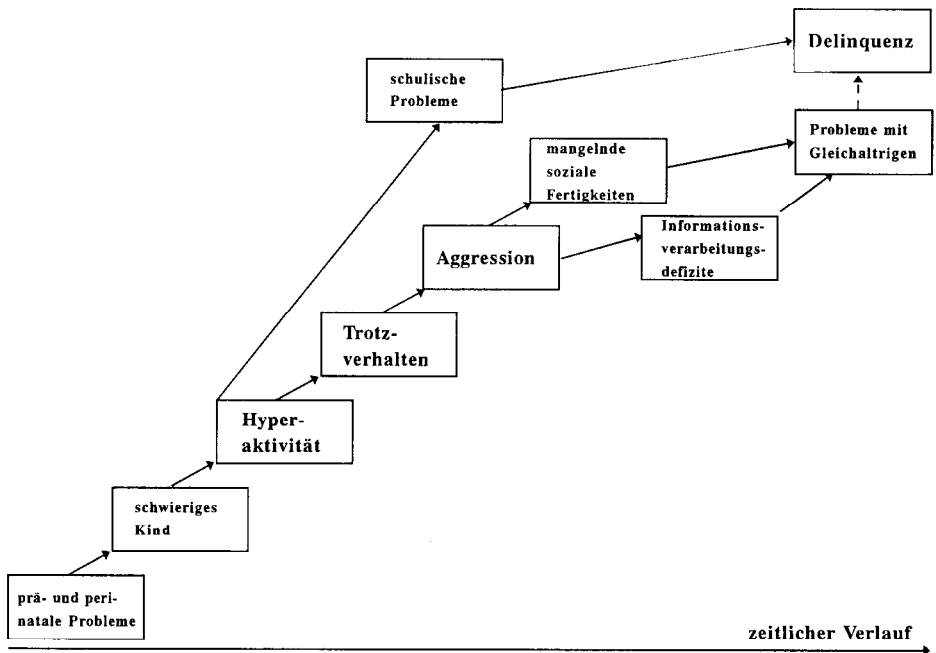 Delinquenz
schulische
Probleme
Probleme mit
Gleichaltrigen
mangelnde
soziale
Fertigkeiten
Informations-
verarbeitungs-
defizite
Aggression
Trotz-
verhalten
Hyper-
aktivität
schwieriges
Kind
prä- und peri-
natale Probleme
zeitlicher Verlauf